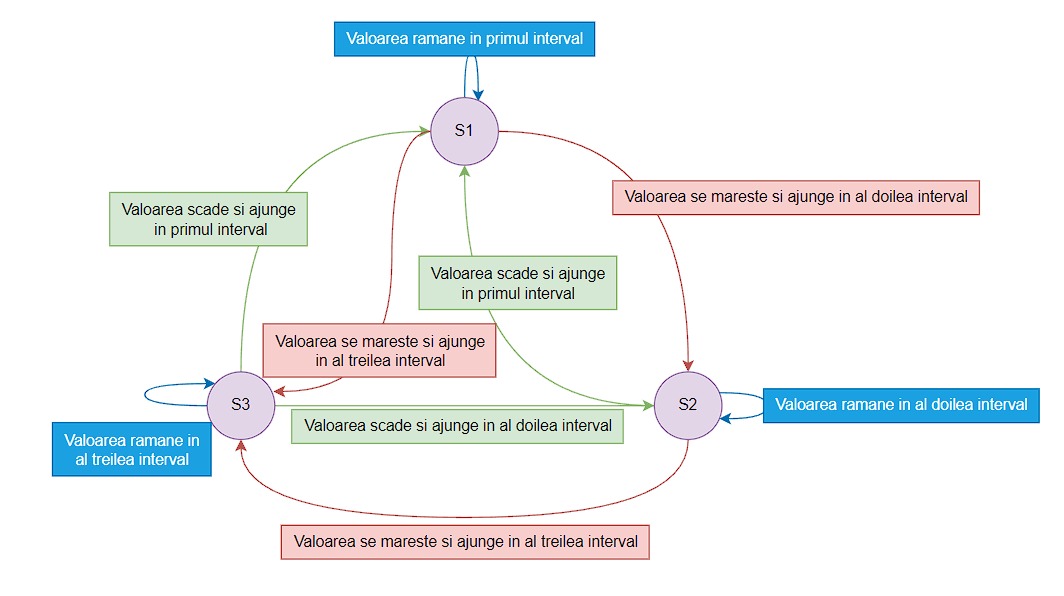 Valoarea ramane in primul interval
S1
Valoarea se mareste si ajunge in al doilea interval
Valoarea scade si ajunge
in primul interval
Valoarea scade si ajunge
in primul interval
Valoarea se mareste si ajunge
in al treilea interval
S3
S2
Valoarea ramane in al doilea interval
Valoarea scade si ajunge in al doilea interval
Valoarea ramane in
al treilea interval
Valoarea se mareste si ajunge in al treilea interval